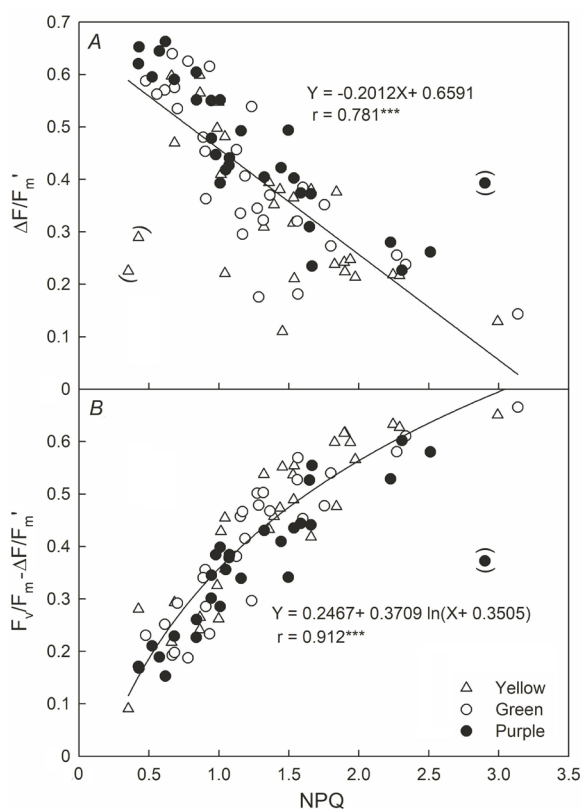 0.7
A
0.6
Y = -0.2012X+ 0.6591
r = 0.781***
0.5
ΔF/Fm'
0.4
0.3
0.2
0.1
0
B
0.6
0.5
Fv/Fm-ΔF/Fm'
0.4
0.3
Y = 0.2467+ 0.3709 ln(X+ 0.3505)
r = 0.912***
0.2
Yellow
0.1
Green
Purple
0
0 0.5 1.0 1.5 2.0 2.5 3.0 3.5
NPQ